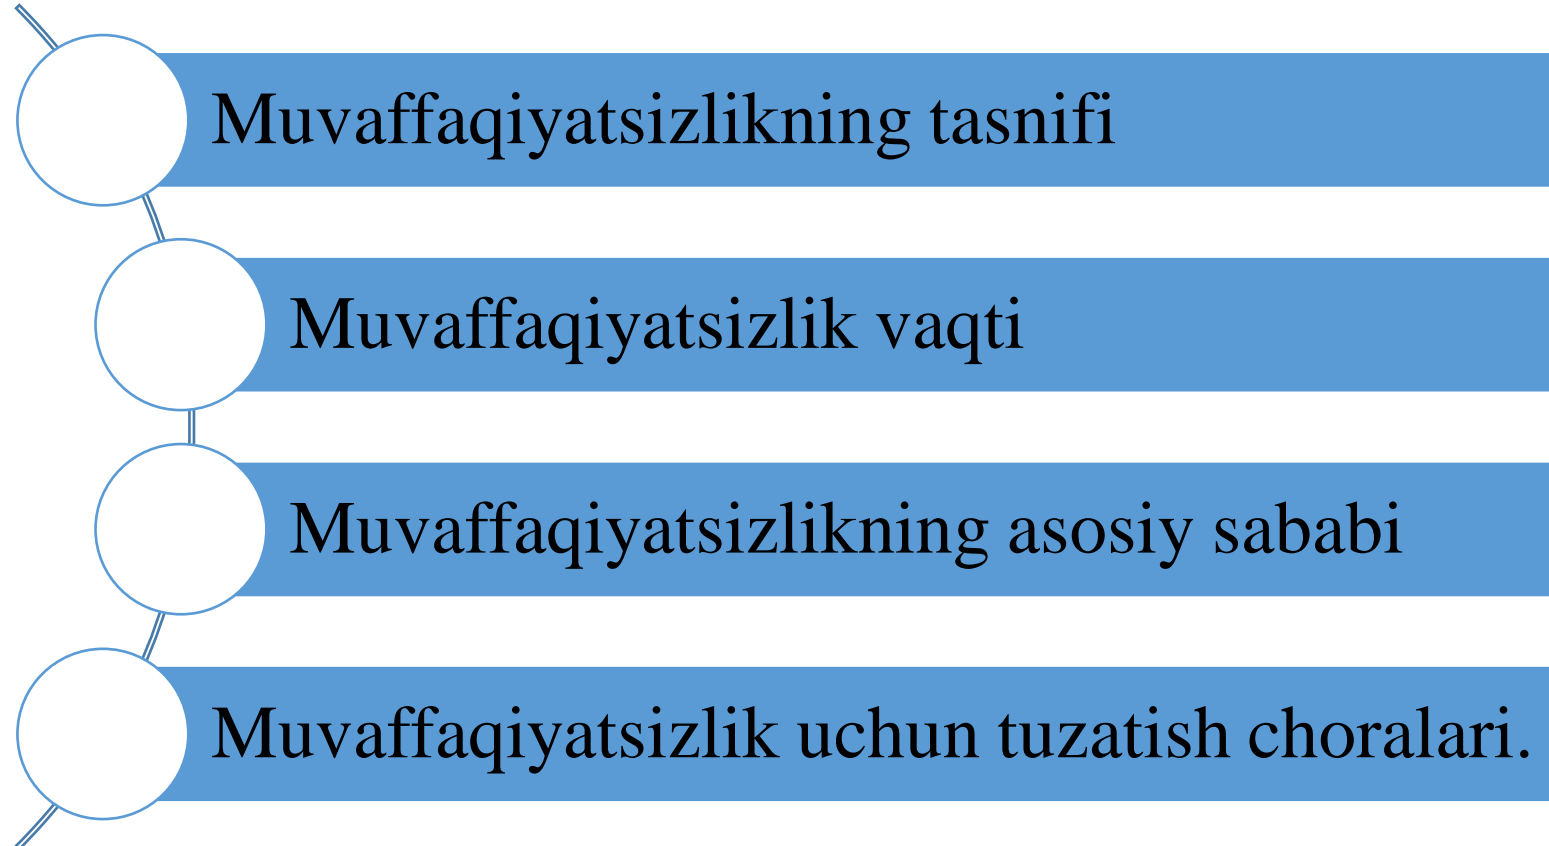 Muvaffaqiyatsizlikning tasnifi
Muvaffaqiyatsizlik vaqti
Muvaffaqiyatsizlikning asosiy sababi
Muvaffaqiyatsizlik uchun tuzatish choralari.